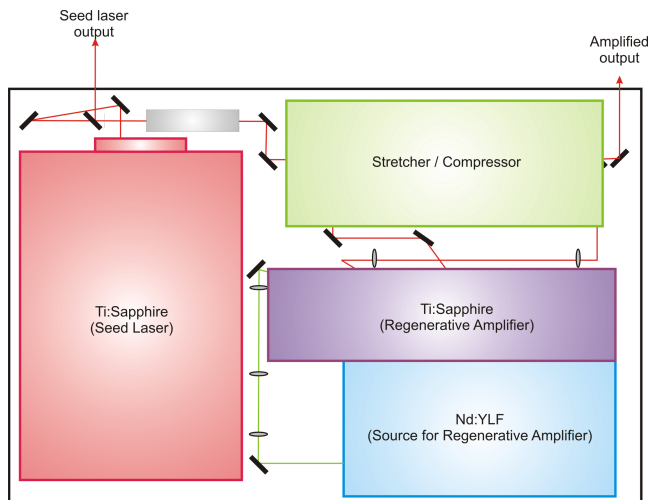 Seed laser
output
Amplified
output
Stretcher / Compressor
Ti:Sapphire
(Seed Laser)
Ti:Sapphire
(Regenerative Amplifier)
Nd:YLF
(Source for Regenerative Amplifier)